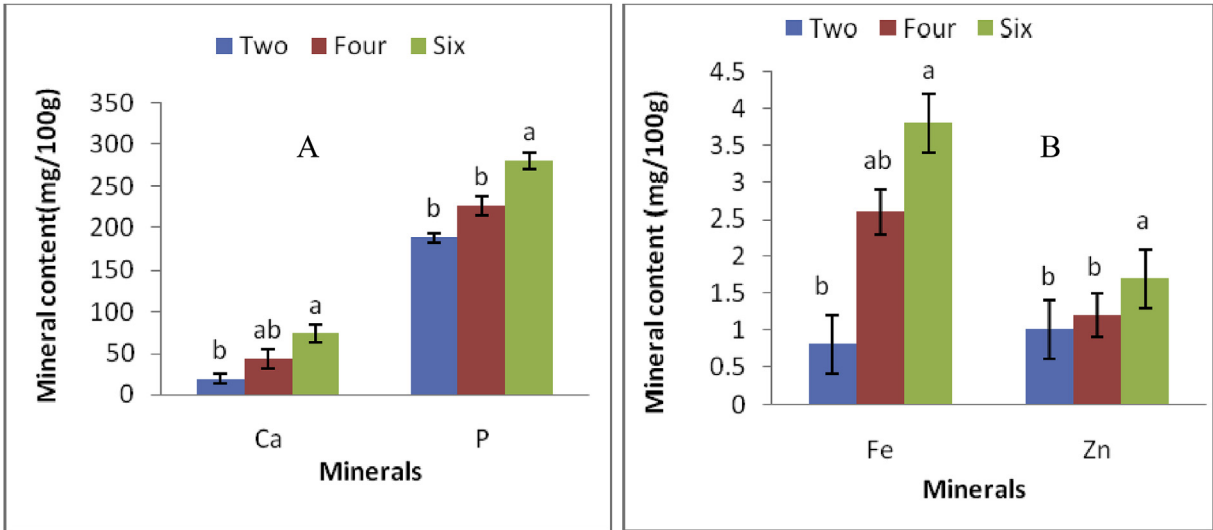 Two Four Six
Mineral content(mg/100g)
350
300
250
200
150
100
50
0
A
b
ab
a
b
b
a
Ca P
Minerals
Two Four Six
Mineral content (mg/100g)
4.5
4
3.5
3
2.5
2
1.5
1
0.5
0
B
b
ab
a
b
b
a
Fe Zn
Minerals